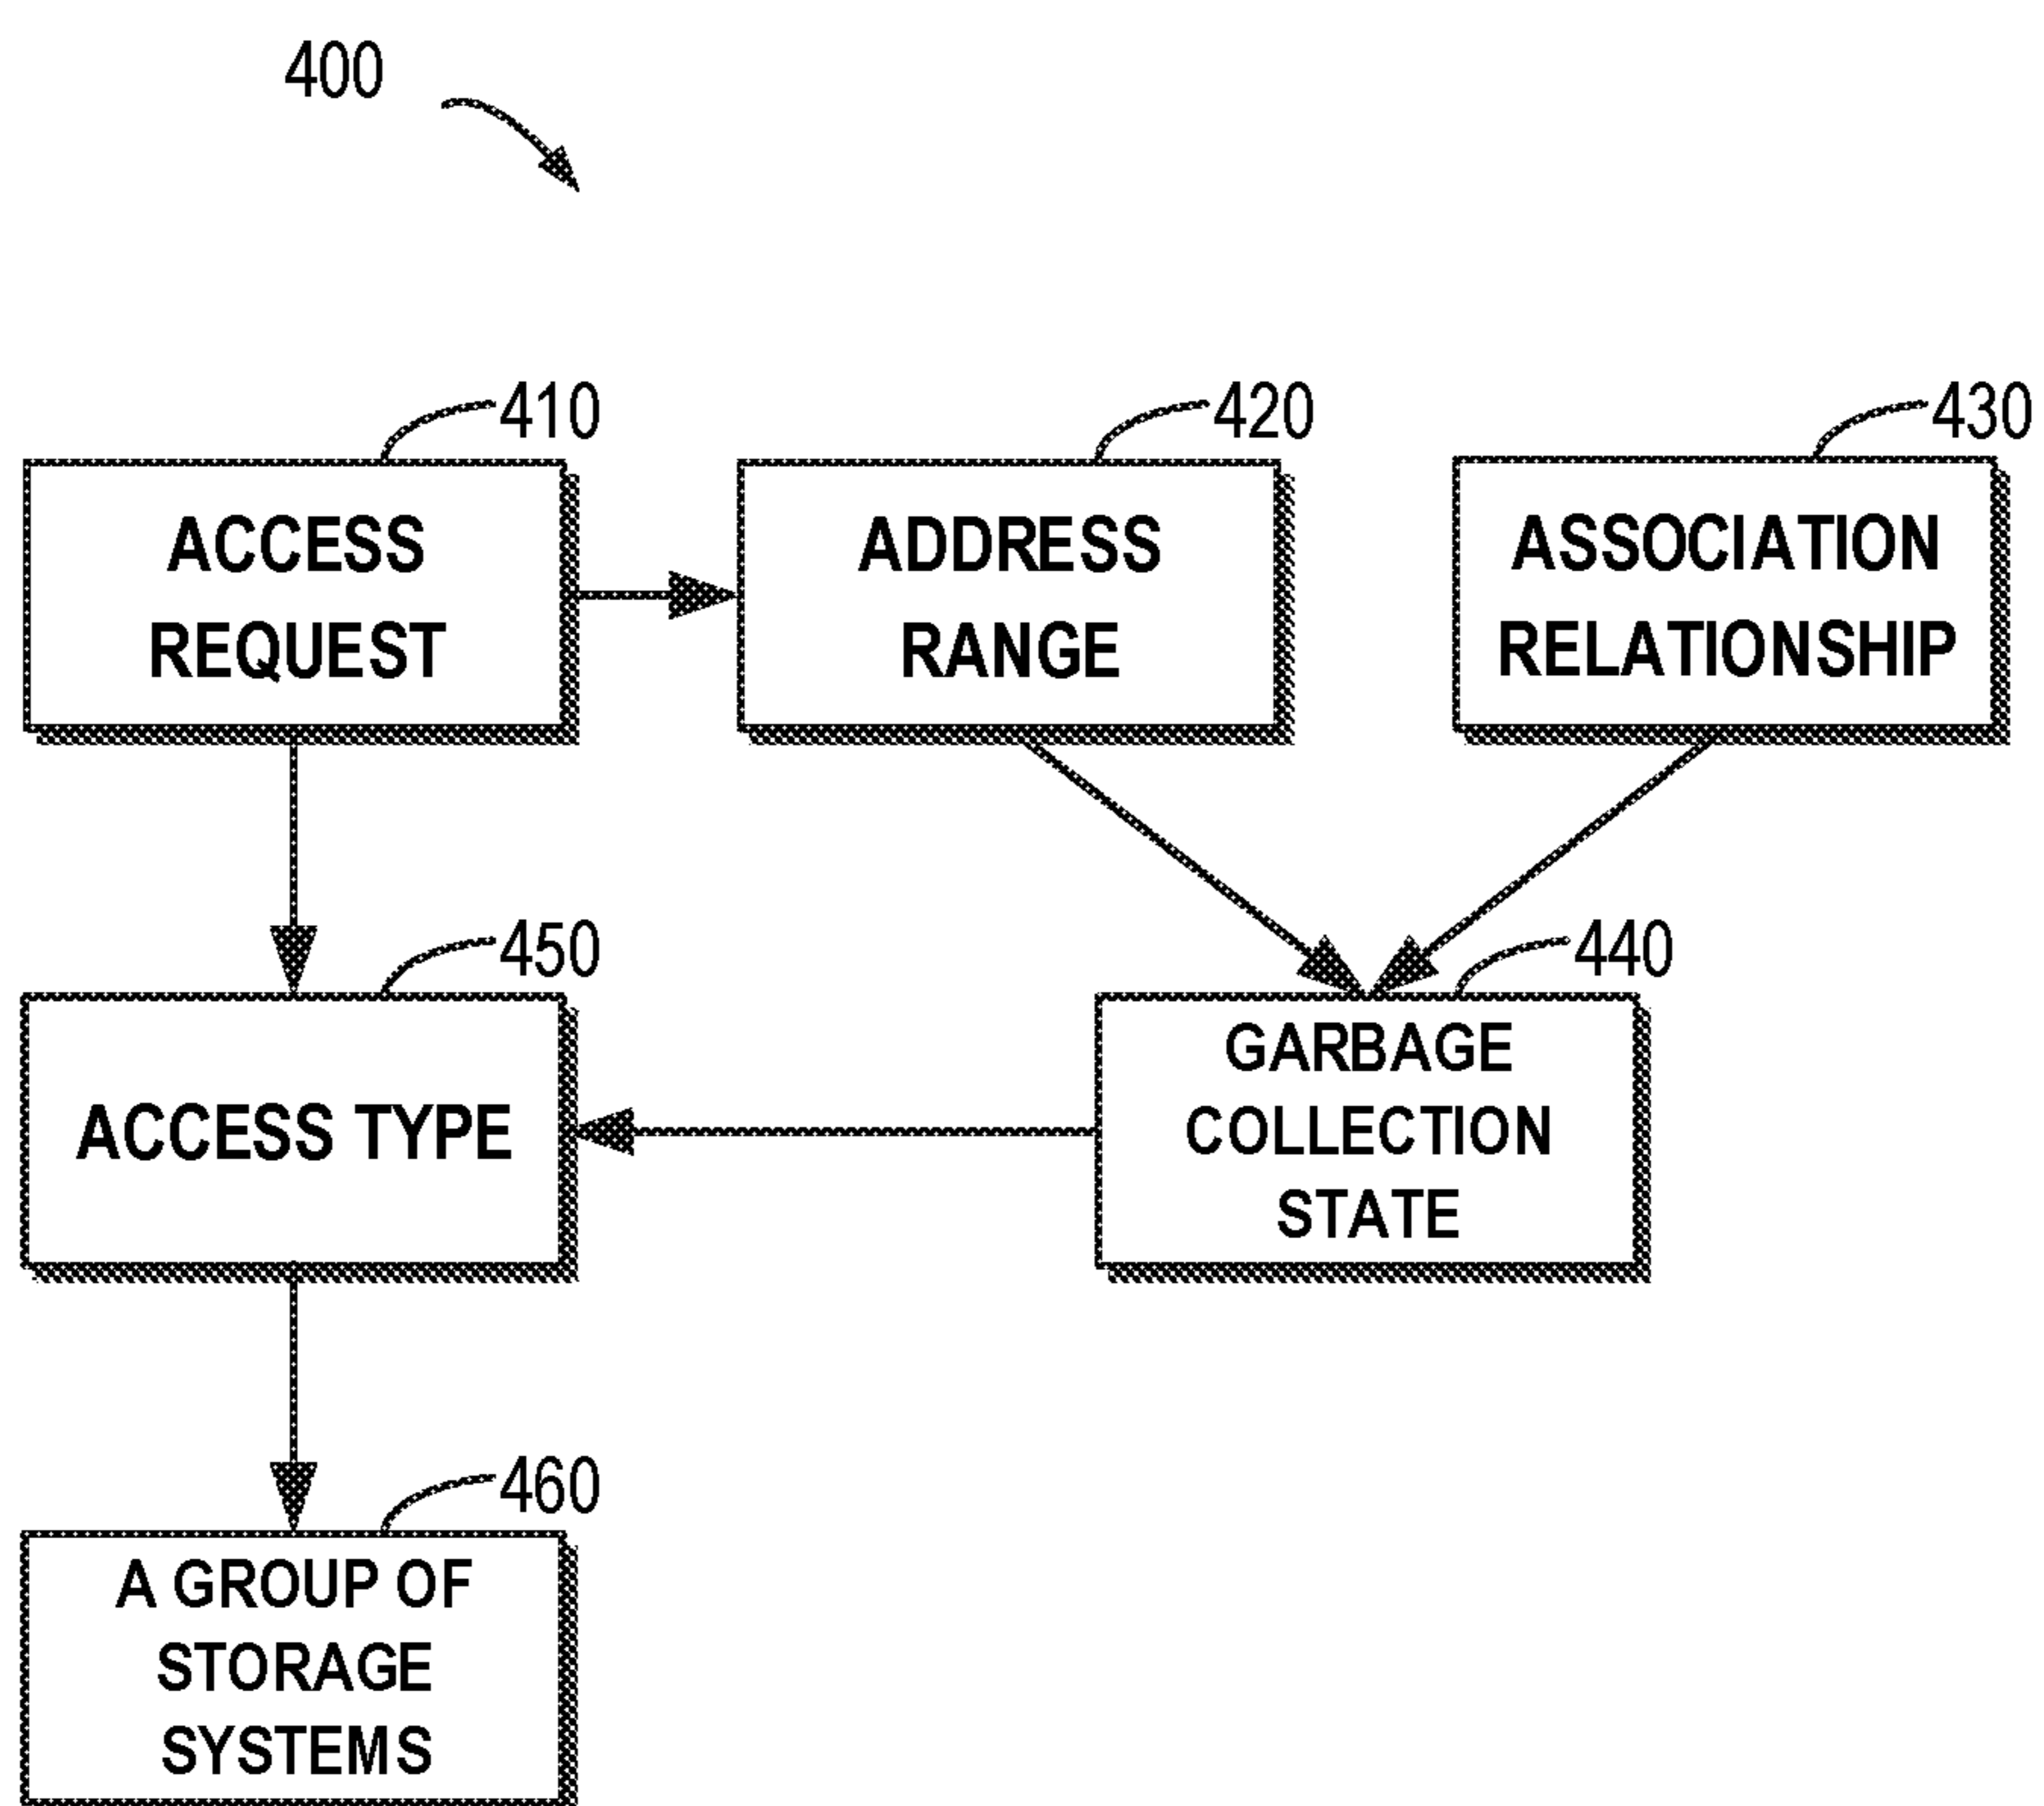 400
410
ACCESS
REQUEST
420
ADDRESS
RANGE
430
ASSOCIATION
RELATIONSHIP
450
ACCESS TYPE
440
GARBAGE
COLLECTION
STATE
460
A GROUP OF
STORAGE
SYSTEMS